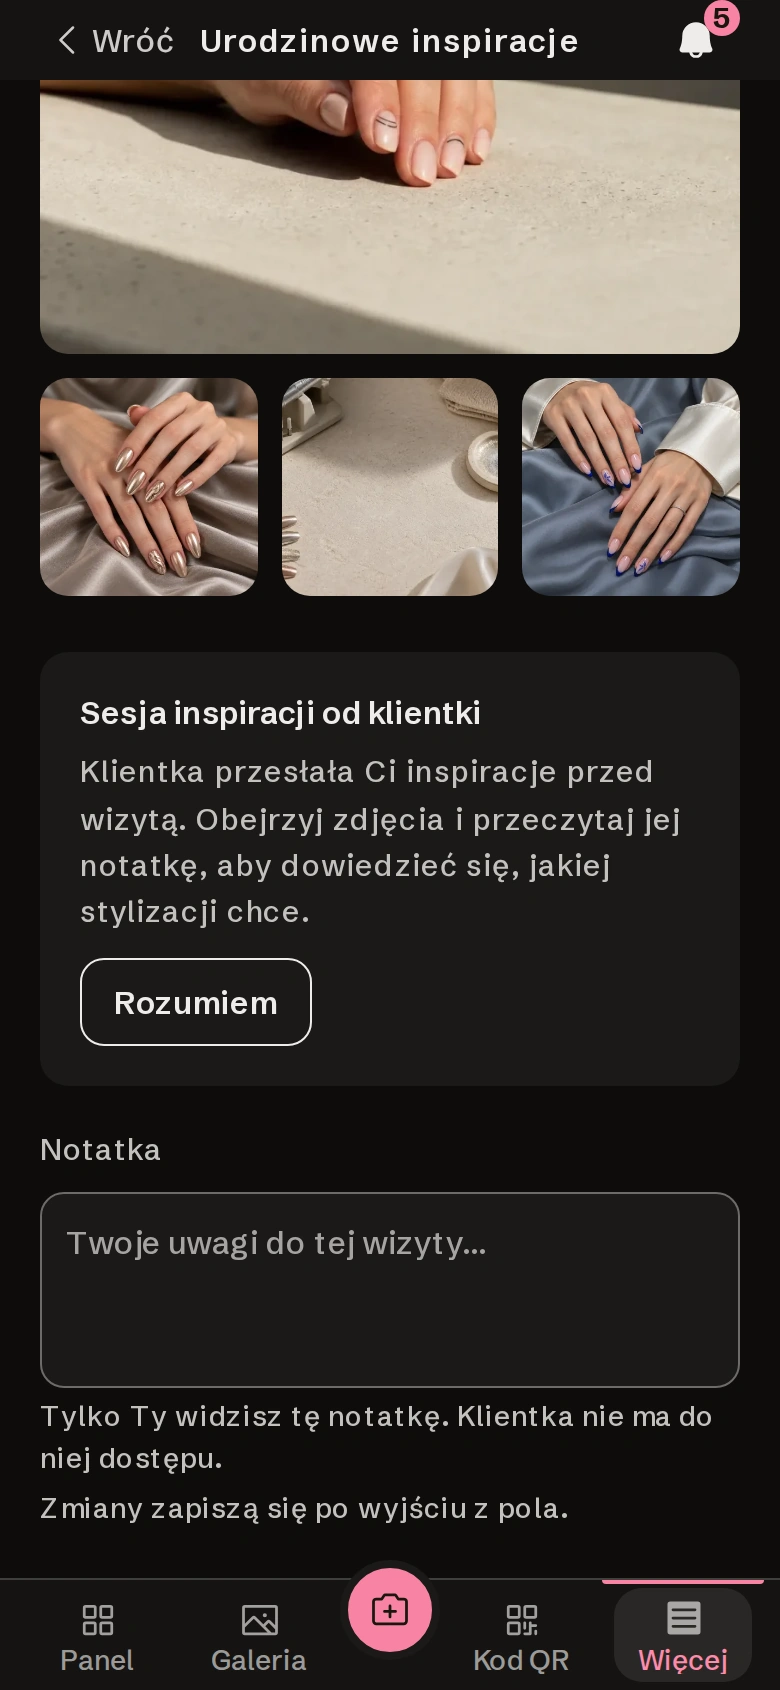 Wróć Urodzinowe inspiracje 5
Sesja inspiracji od klientki
Klientka przesłała Ci inspiracje przed
wizytą. Obejrzyj zdjęcia i przeczytaj jej
notatkę, aby dowiedzieć się, jakiej
stylizacji chce.
Rozumiem
Notatka
Twoje uwagi do tej wizyty...
Tylko Ty widzisz tę notatkę. Klientka nie ma do
niej dostępu.
Zmiany zapiszą się po wyjściu z pola.
Panel Galeria Kod QR Więcej